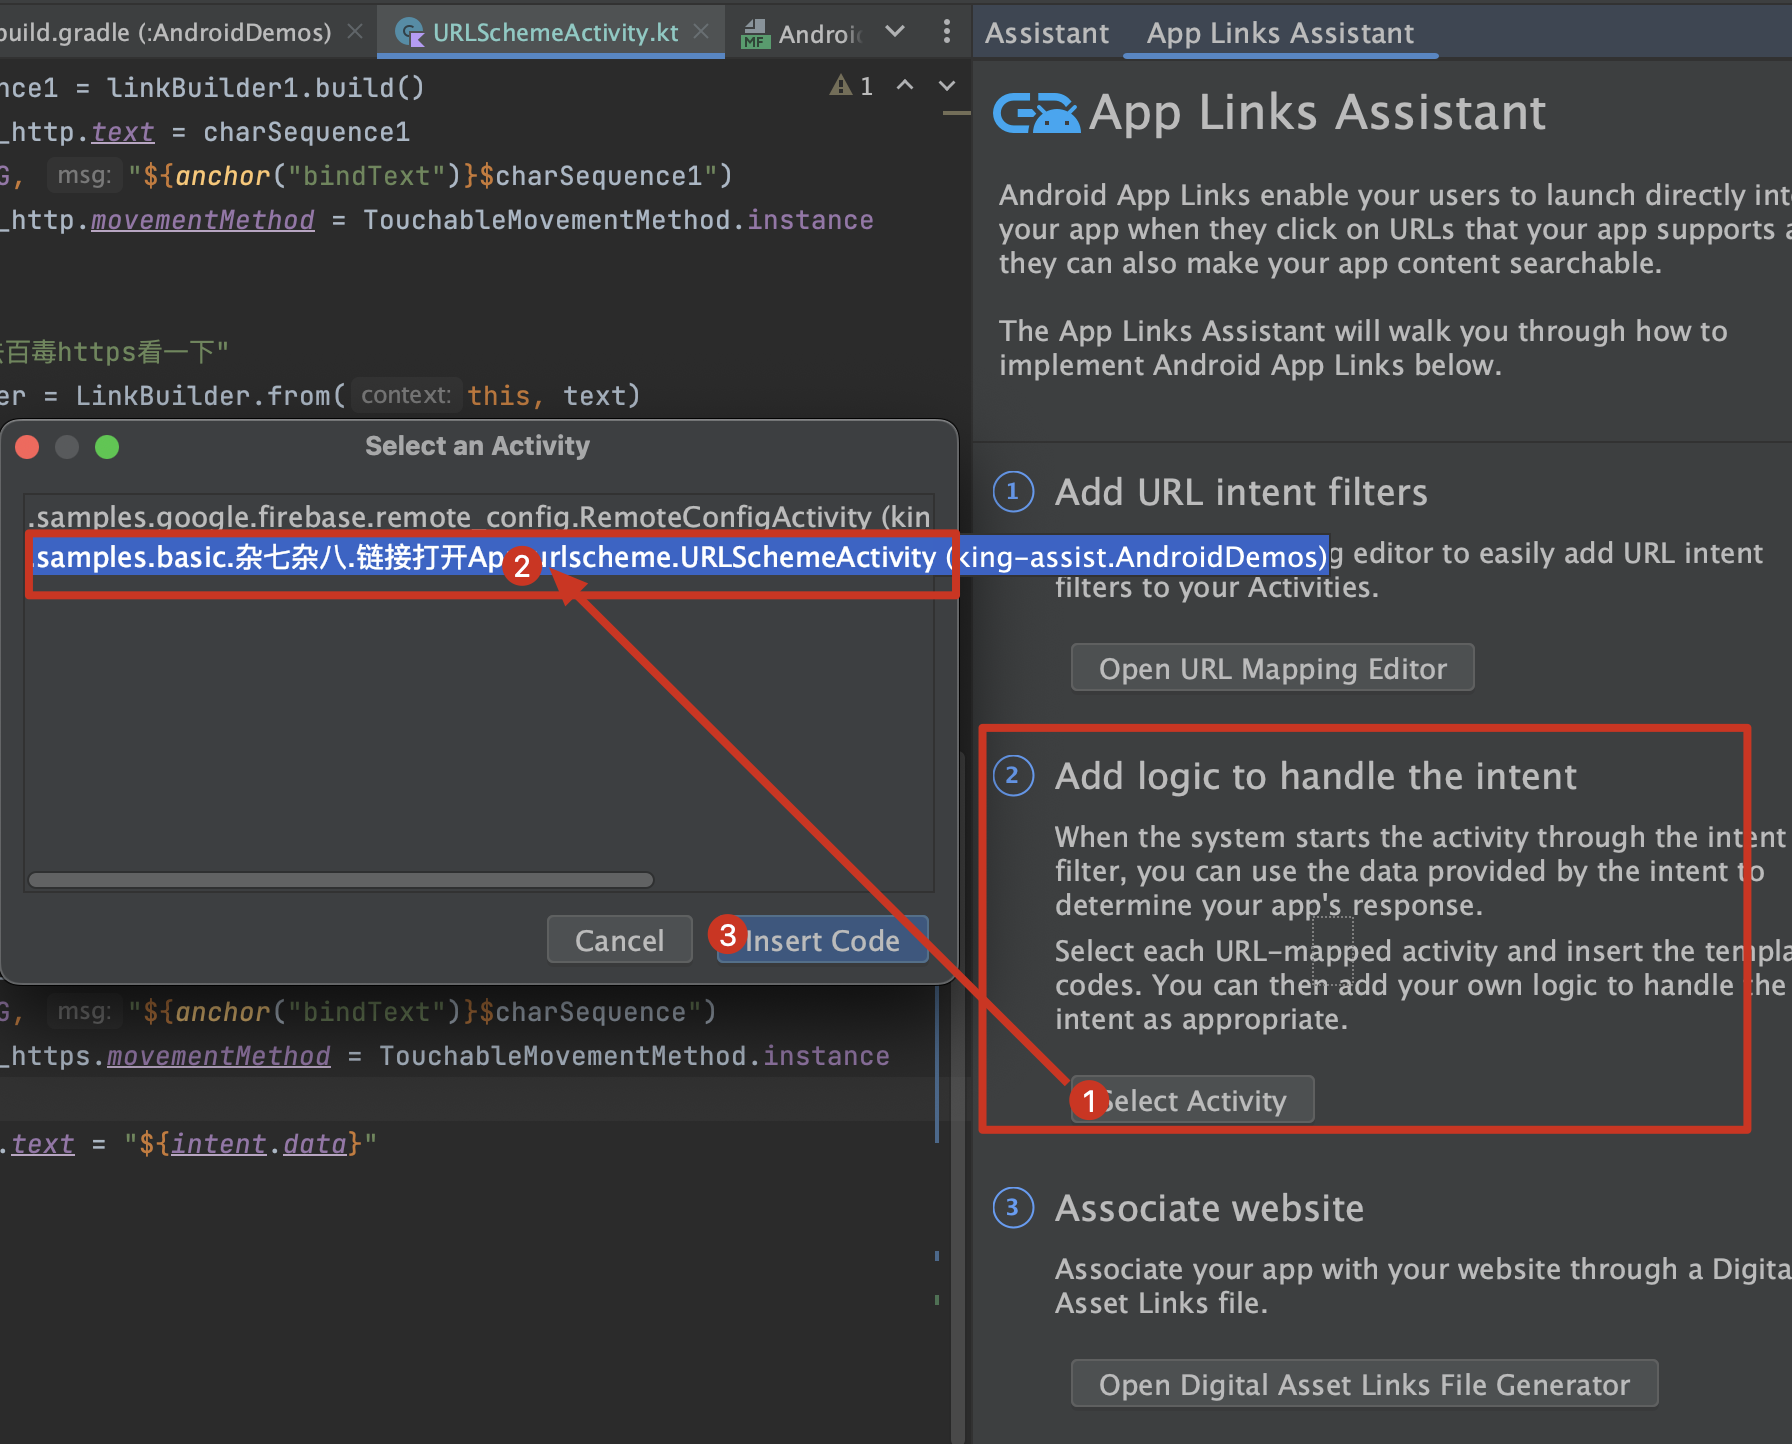 build.gradle (:AndroidDemos)
URLSchemeActivity.kt
MF Androi
Assistant
App Links Assistant
nce1 = linkBuilder1.build()
1
_http.text = charSequence1
G, msg: "${anchor("bindText")}$charSequence1")
_http.movementMethod = TouchableMovementMethod.instance
百毒https看一下"
er = LinkBuilder.from( context: this, text)
Select an Activity
.samples.google.firebase.remote_config.RemoteConfigActivity (kin
.samples.basic.杂七杂八.链接打开Ap urlscheme.URLSchemeActivity (king-assist.AndroidDemos)
2
Cancel
3
Insert Code
G, msg: "${anchor("bindText")}$charSequence")
_https.movementMethod = TouchableMovementMethod.instance
.text = "${intent.data}"
App Links Assistant
Android App Links enable your users to launch directly int
your app when they click on URLs that your app supports a
they can also make your app content searchable.
The App Links Assistant will walk you through how to
implement Android App Links below.
1 Add URL intent filters
g editor to easily add URL intent
filters to your Activities.
Open URL Mapping Editor
2 Add logic to handle the intent
When the system starts the activity through the intent
filter, you can use the data provided by the intent to
determine your app's response.
Select each URL-mapped activity and insert the templa
codes. You can then add your own logic to handle the
intent as appropriate.
1 Select Activity
3 Associate website
Associate your app with your website through a Digita
Asset Links file.
Open Digital Asset Links File Generator